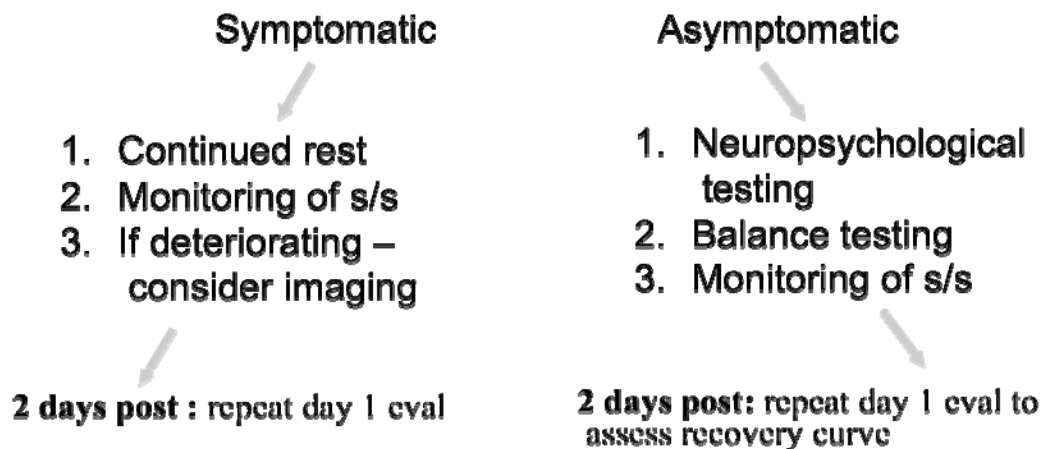 Symptomatic
1. Continued rest
2. Monitoring of s/s
3. If deteriorating –
consider imaging
2 days post : repeat day 1 eval
Asymptomatic
1. Neuropsychological
testing
2. Balance testing
3. Monitoring of s/s
2 days post: repeat day 1 eval to
assess recovery curve